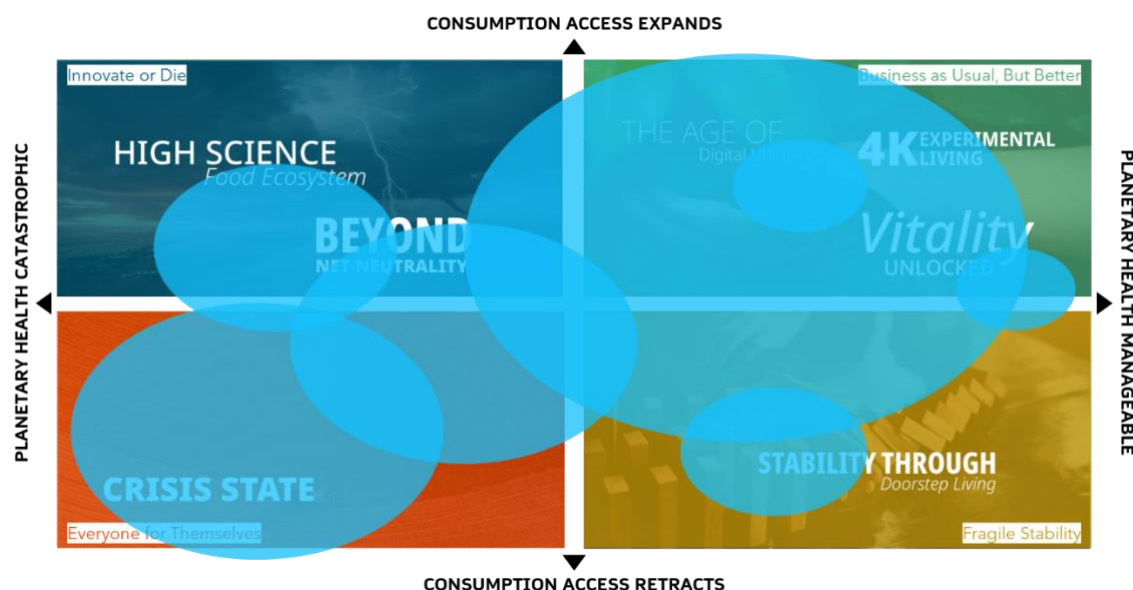 CONSUMPTION ACCESS EXPANDS
Innovate or Die
Business as Usual, But Better
HIGH SCIENCE
Food Ecosystem
BEYOND
NET-NEUTRALITY
THE AGE OF
Digital
4K EXPERIMENTAL
LIVING
Vitality
UNLOCKED
PLANETARY HEALTH CATASTROPHIC
PLANETARY HEALTH MANAGEABLE
CRISIS STATE
Everyone for Themselves
STABILITY THROUGH
Doorstep Living
Fragile Stability
CONSUMPTION ACCESS RETRACTS